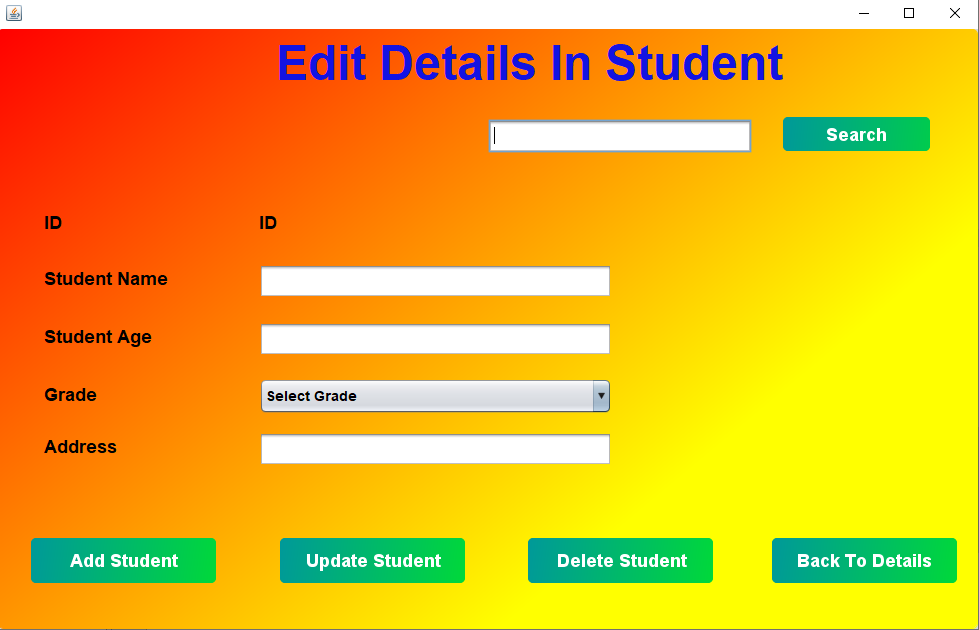 Edit Details In Student
Search
ID ID
Student Name
Student Age
Grade Select Grade
Address
Add Student Update Student Delete Student Back To Details